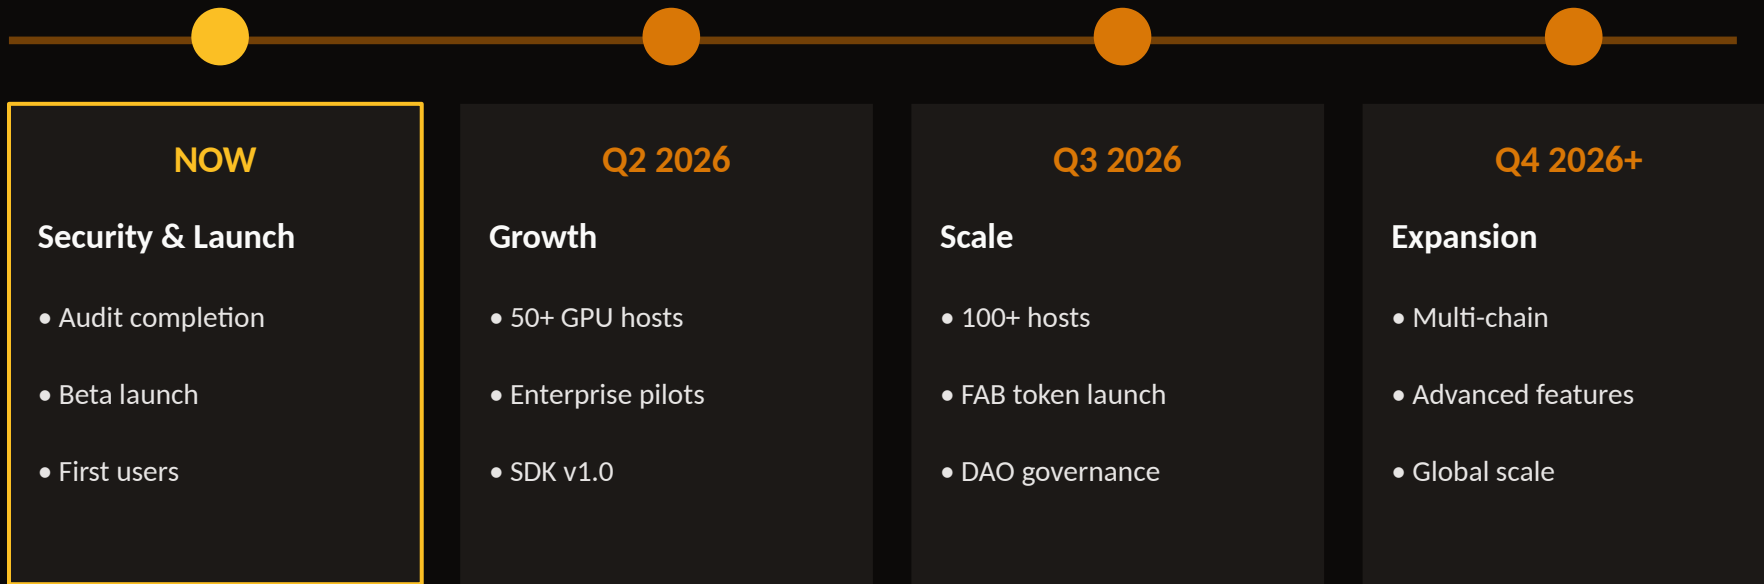 NOW
Security & Launch
• Audit completion
• Beta launch
• First users
Q2 2026
Growth
• 50+ GPU hosts
• Enterprise pilots
• SDK v1.0
Q3 2026
Scale
• 100+ hosts
• FAB token launch
• DAO governance
Q4 2026+
Expansion
• Multi-chain
• Advanced features
• Global scale